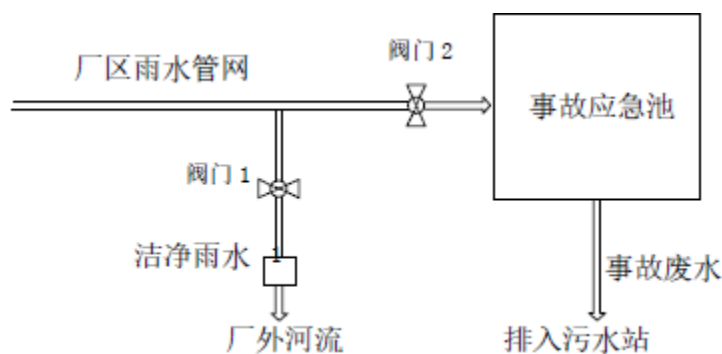 阀门 2
厂区雨水管网
事故应急池
阀门 1
洁净雨水
1
事故废水
厂外河流
排入污水站